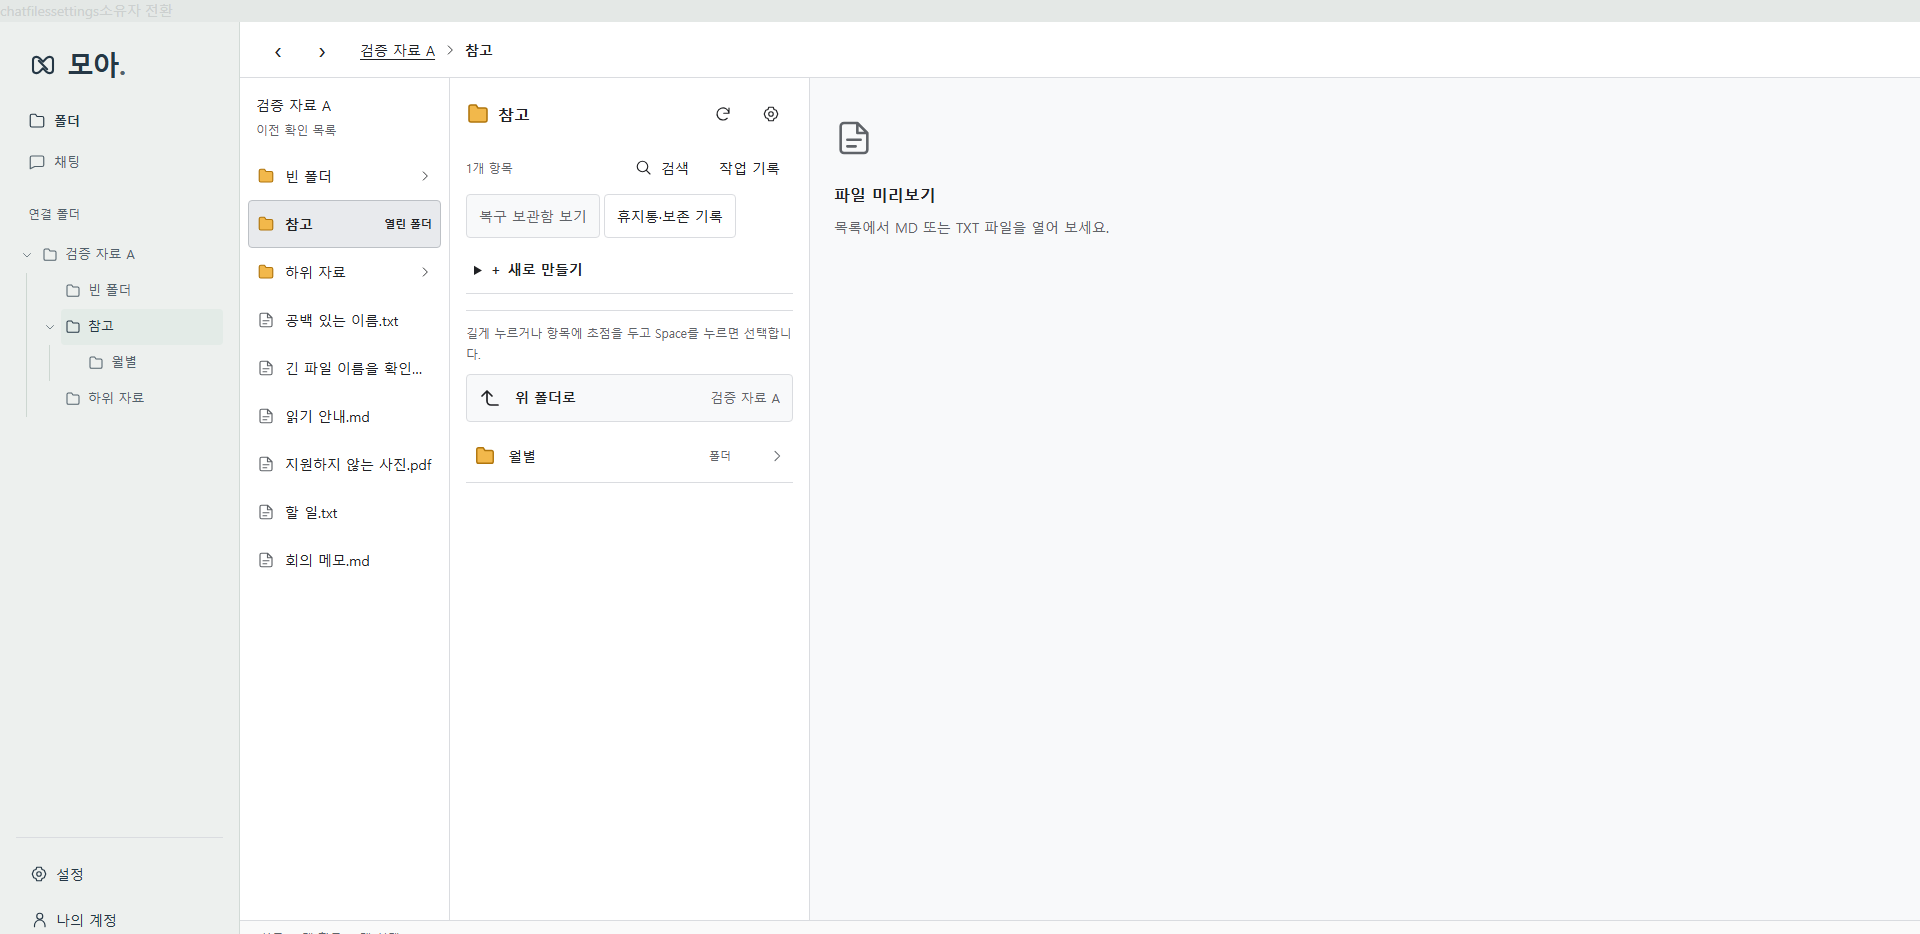 chatfilessettings소유자 전환
모아.
폴더
채팅
연결 폴더
검증 자료 A
빈 폴더
참고
월별
하위 자료
설정
나의 계정
검증 자료 A > 참고
검증 자료 A
이전 확인 목록
빈 폴더
참고 열린 폴더
하위 자료
공백 있는 이름.txt
긴 파일 이름을 확인...
읽기 안내.md
지원하지 않는 사진.pdf
할 일.txt
회의 메모.md
참고
1개 항목 검색 작업 기록
복구 보관함 보기 휴지통·보존 기록
+ 새로 만들기
길게 누르거나 항목에 초점을 두고 Space를 누르면 선택합니
다.
위 폴더로 검증 자료 A
월별 폴더
파일 미리보기
목록에서 MD 또는 TXT 파일을 열어 보세요.